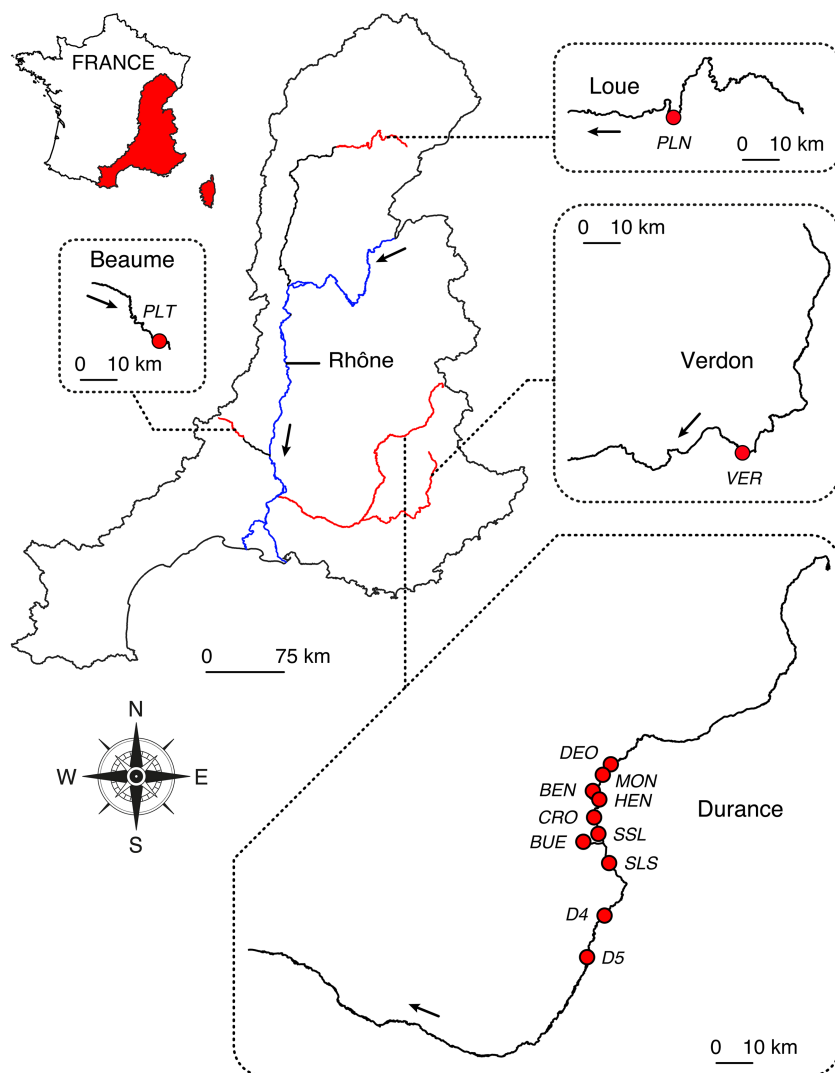 FRANCE
Loue
PLN
0 10 km
Beaume
PLT
0 10 km
Rhône
0 10 km
Verdon
VER
0 75 km
N
W E
S
DEO
MON
BEN
HEN
CRO
SSL
BUE
SLS
D4
D5
Durance
0 10 km